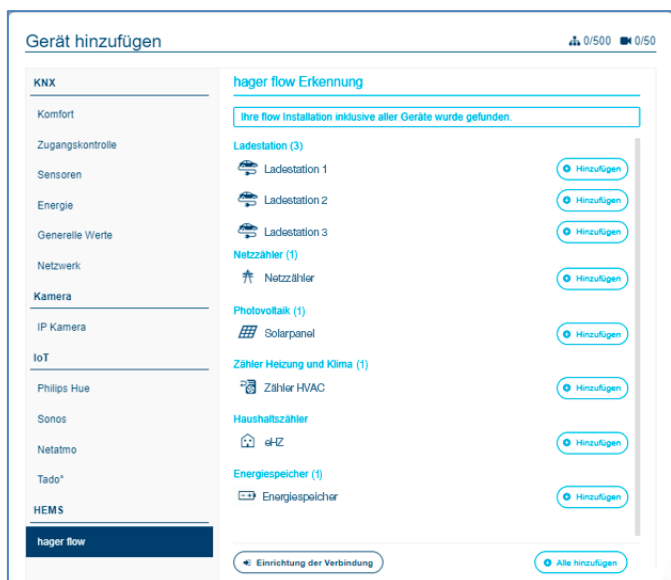 Gerät hinzufügen
0/500 0/50
KNX
Komfort
Zugangskontrolle
Sensoren
Energie
Generelle Werte
Netzwerk
Kamera
IP Kamera
IoT
Philips Hue
Sonos
Netatmo
Tado°
HEMS
hager flow
hager flow Erkennung
Ihre flow Installation inklusive aller Geräte wurde gefunden.
Ladestation (3)
Ladestation 1 Hinzufügen
Ladestation 2 Hinzufügen
Ladestation 3 Hinzufügen
Netzzähler (1)
Netzzähler Hinzufügen
Photovoltaik (1)
Solarpanel Hinzufügen
Zähler Heizung und Klima (1)
Zähler HVAC Hinzufügen
Haushaltszähler
eHZ Hinzufügen
Energiespeicher (1)
Energiespeicher Hinzufügen
Einrichtung der Verbindung Alle hinzufügen